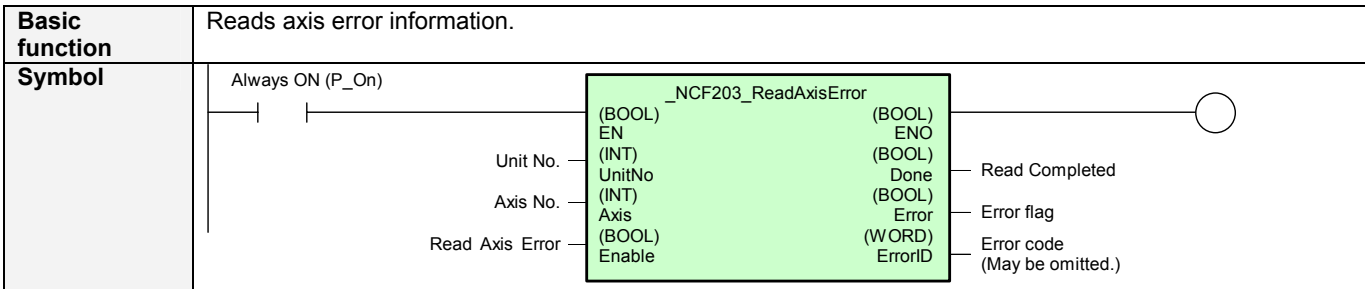 Basic function
Reads axis error information.
Symbol
Always ON (P_On)
_NCF203_ReadAxisError
(BOOL) (BOOL)
EN ENO
Unit No. (INT) (BOOL)
UnitNo Done Read Completed
Axis No. (INT) (BOOL)
Axis Error Error flag
Read Axis Error (BOOL) (WORD)
Enable ErrorID Error code
(May be omitted.)